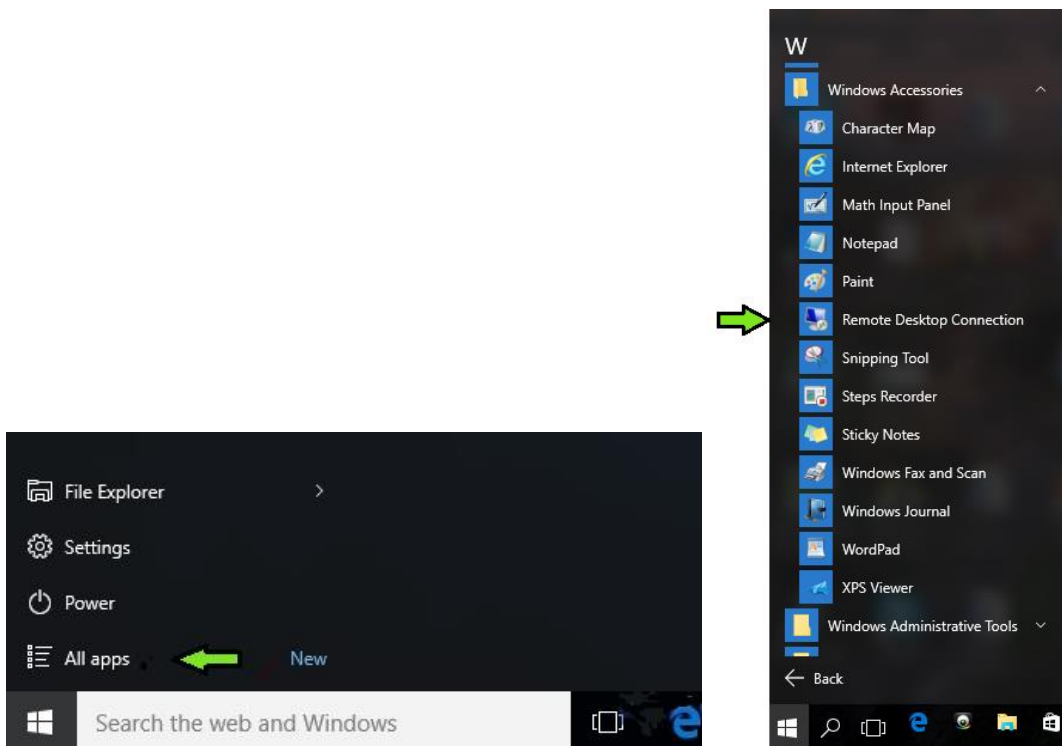 File Explorer
Settings
Power
All apps New
Search the web and Windows
W
Windows Accessories
Character Map
Internet Explorer
Math Input Panel
Notepad
Paint
Remote Desktop Connection
Snipping Tool
Steps Recorder
Sticky Notes
Windows Fax and Scan
Windows Journal
WordPad
XPS Viewer
Windows Administrative Tools
Back